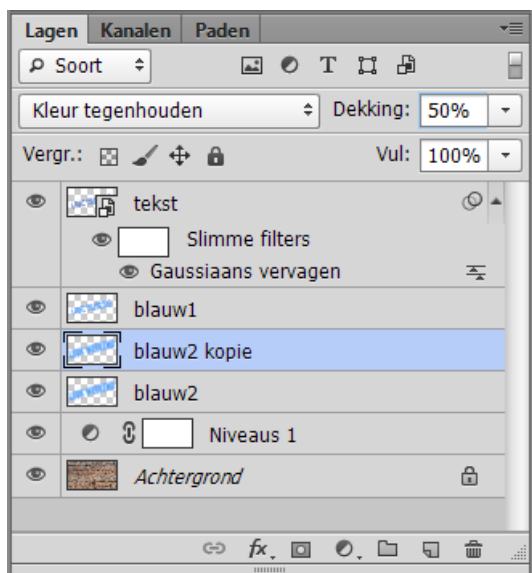 Lagen Kanalen Paden
Soort T
Kleur tegenhouden Dekking: 50%
Vergr.: Vul: 100%
tekst
Slimme filters
Gaussiaans vervagen
blauw1
blauw2 kopie
blauw2
Niveaus 1
Achtergrond
fx.